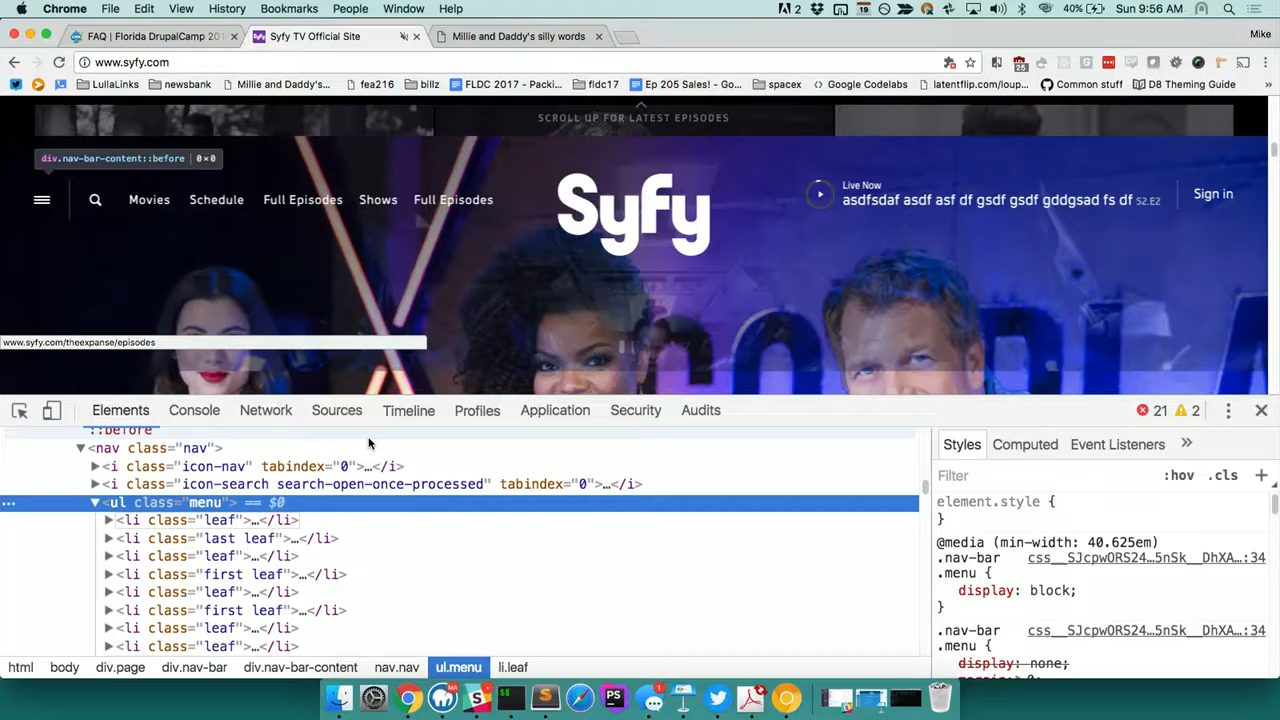 Chrome File Edit View History Bookmarks People Window Help
2 19 40% Sun 9:56 AM
FAQ | Florida DrupalCamp 201
Syfy TV Official Site
Millie and Daddy's silly words
Mike
www.syfy.com
25
LullaLinks newsbank Millie and Daddy's... fea216 billz FLDC 2017 - Packi... fldc17 Ep 205 Sales! - Go... spacex Google Codelabs latentflip.com/loup... Common stuff D8 Theming Guide
SCROLL UP FOR LATEST EPISODES
div.nav-bar-content::before 0×0
Movies Schedule Full Episodes Shows Full Episodes
Syfy
Live Now
asdfsdaf asdf asf df gsdf gsdf gddgsad fs df S2.E2
Sign in
www.syfy.com/theexpanse/episodes
Elements Console Network Sources Timeline Profiles Application Security Audits
21 2
::before
<nav class="nav">
<i class="icon-nav" tabindex="0">…</i>
<i class="icon-search search-open-once-processed" tabindex="0">…</i>
… <ul class="menu"> == $0
<li class="leaf">…</li>
<li class="last leaf">…</li>
<li class="leaf">…</li>
<li class="first leaf">…</li>
<li class="leaf">…</li>
<li class="first leaf">…</li>
<li class="leaf">…</li>
<li class="leaf">…</li>
html body div.page div.nav-bar div.nav-bar-content nav.nav ul.menu li.leaf
Styles Computed Event Listeners
Filter :hov .cls +
element.style {
}
@media (min-width: 40.625em)
.nav-bar css__SJcpwORS24…5nSk__DhXA…:34
.menu {
display: block;
}
.nav-bar css__SJcpwORS24…5nSk__DhXA…:34
.menu {
display: none;
MA
1
PS